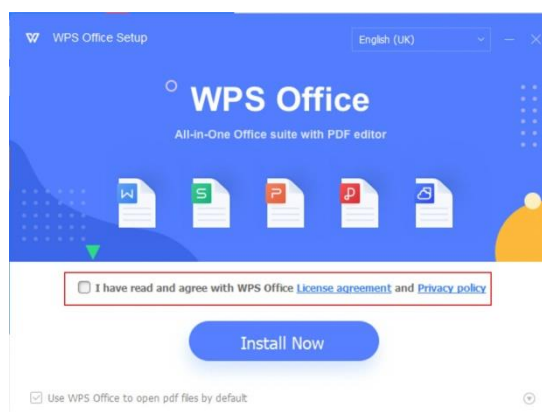 WPS Office Setup
English (UK)
WPS Office
All-in-One Office suite with PDF editor
W S P P
I have read and agree with WPS Office License agreement and Privacy policy
Install Now
Use WPS Office to open pdf files by default